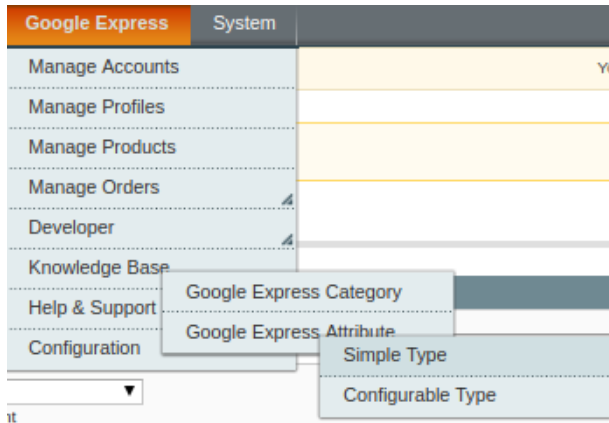 Google Express System
Manage Accounts
Manage Profiles
Manage Products
Manage Orders
Developer
Knowledge Base
Google Express Category
Help & Support
Google Express Attribute
Configuration
Simple Type
Configurable Type